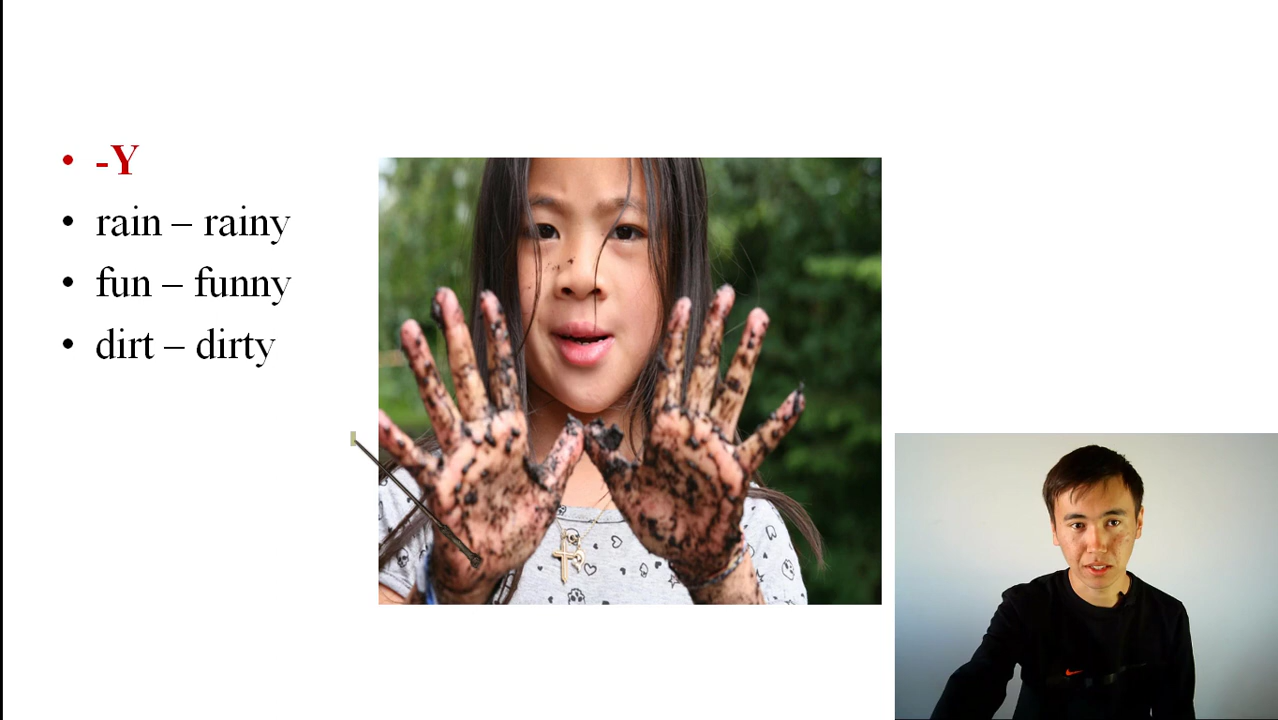 -Y
rain – rainy
fun – funny
dirt – dirty